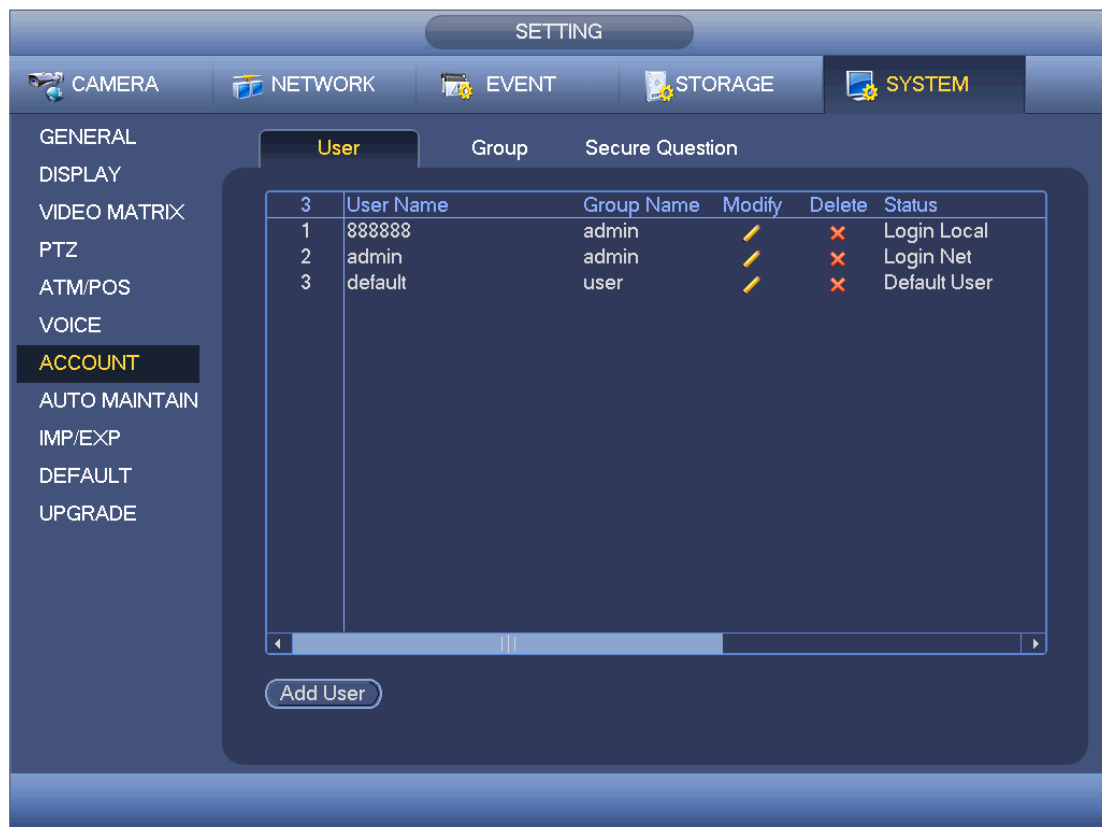 SETTING
CAMERA NETWORK EVENT STORAGE SYSTEM
GENERAL
DISPLAY
VIDEO MATRIX
PTZ
ATM/POS
VOICE
ACCOUNT
AUTO MAINTAIN
IMP/EXP
DEFAULT
UPGRADE
User Group Secure Question
3 User Name Group Name Modify Delete Status
1 888888 admin Login Local
2 admin admin Login Net
3 default user Default User
Add User